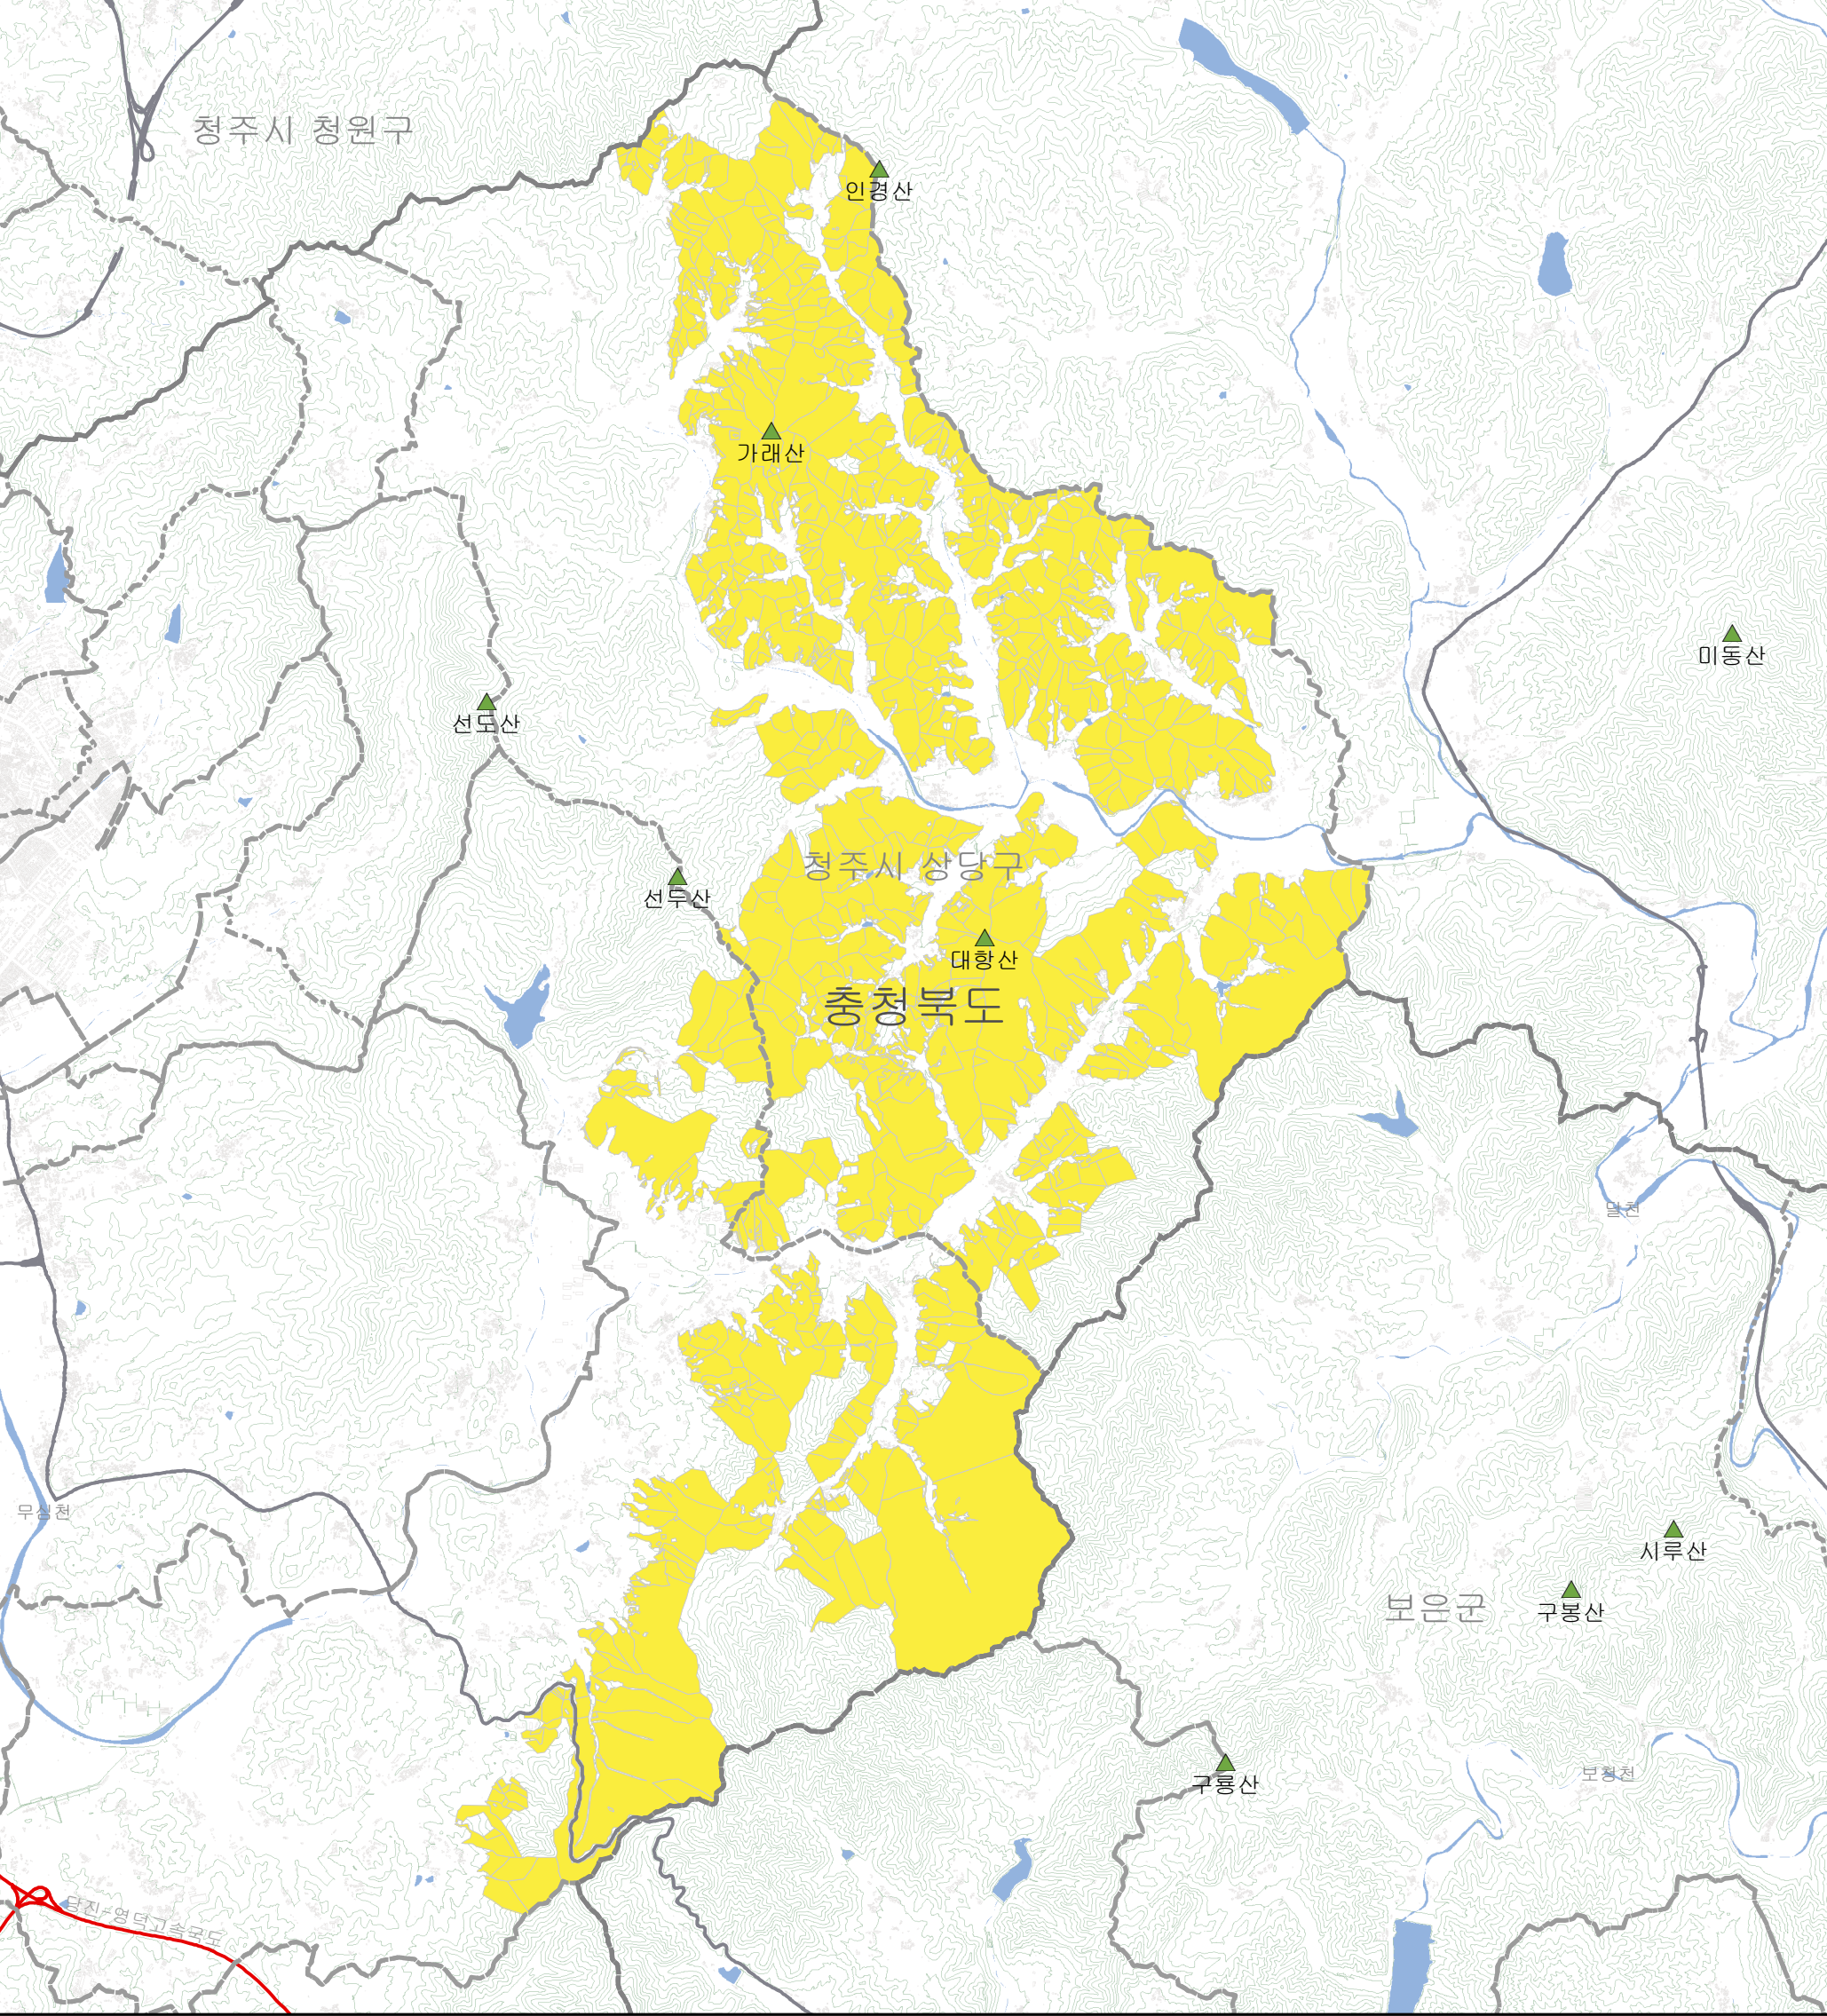 청주시 청원구
인경산
가래산
미동산
선도산
청주시 상당구
선두산
대항산
충청북도
달천
무심천
시루산
보은군
구봉산
구룡산
보청천
당진-영덕고속국도